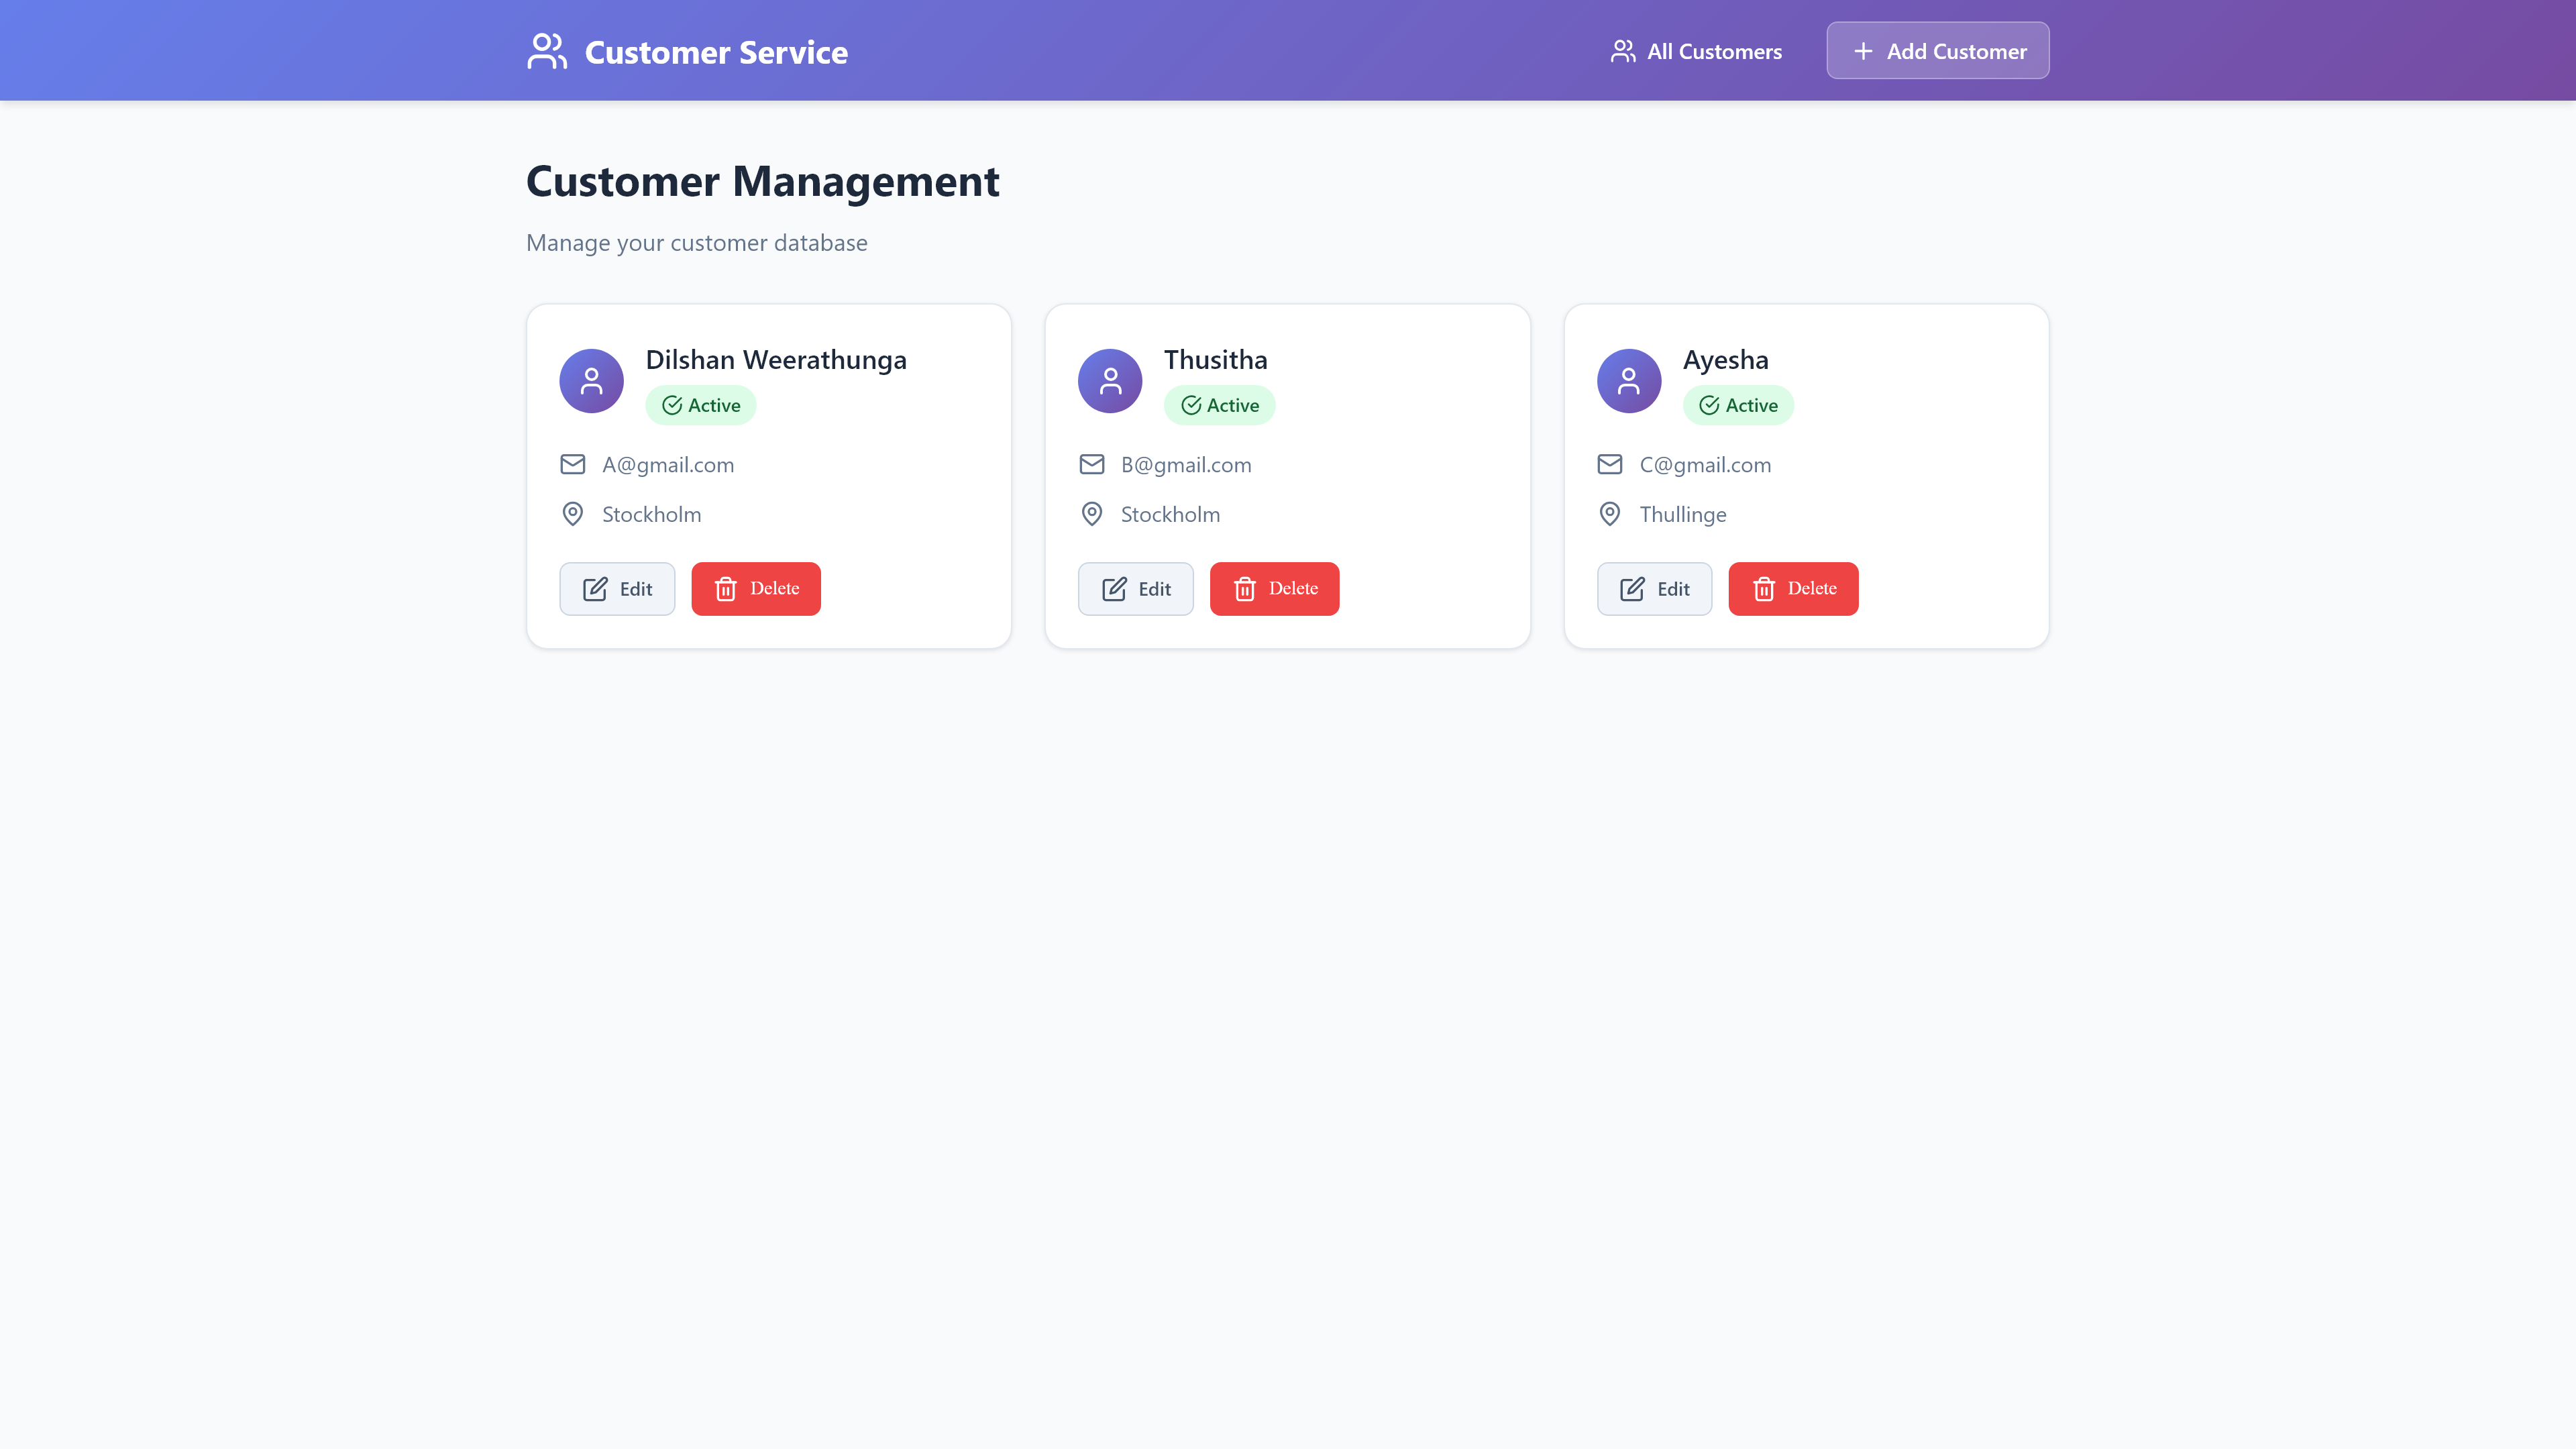 Customer Service
All Customers
Add Customer
Customer Management
Manage your customer database
Dilshan Weerathunga
Active
A@gmail.com
Stockholm
Edit
Delete
Thusitha
Active
B@gmail.com
Stockholm
Edit
Delete
Ayesha
Active
C@gmail.com
Thullinge
Edit
Delete